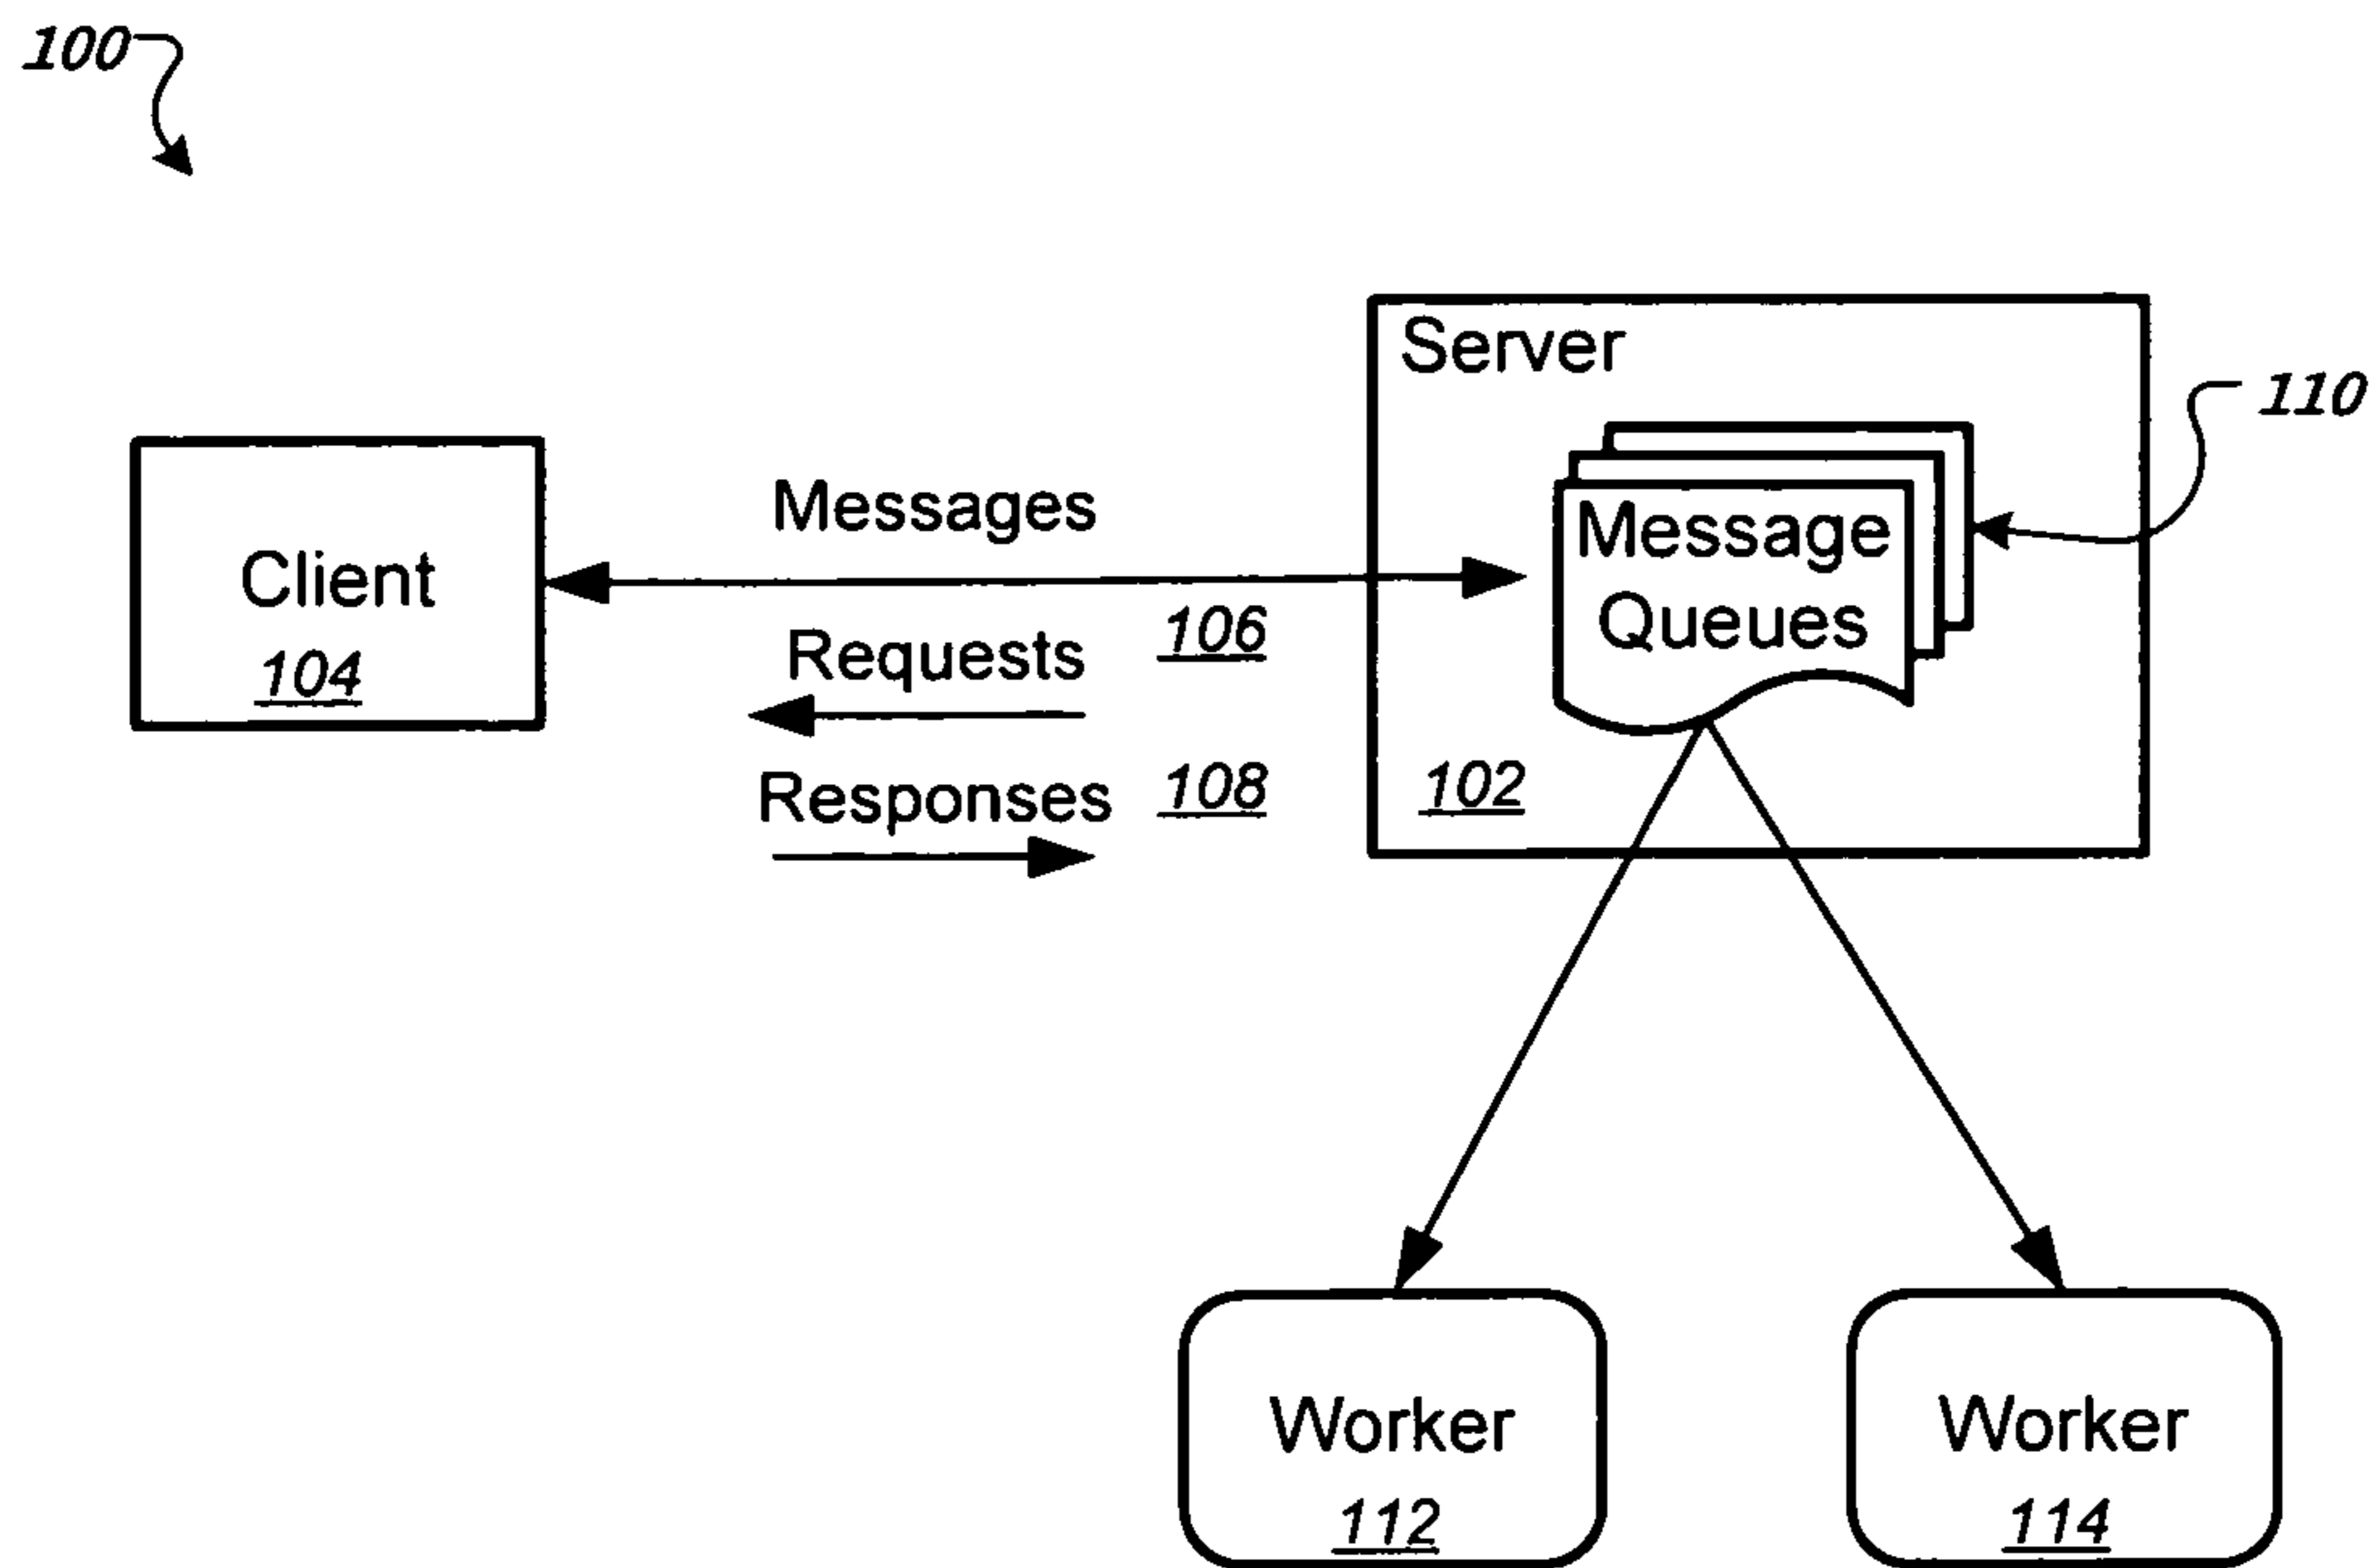 100
Server
110
Messages
Message
Queues
Client
104
106
Requests
108
Responses
102
Worker
112
Worker
114